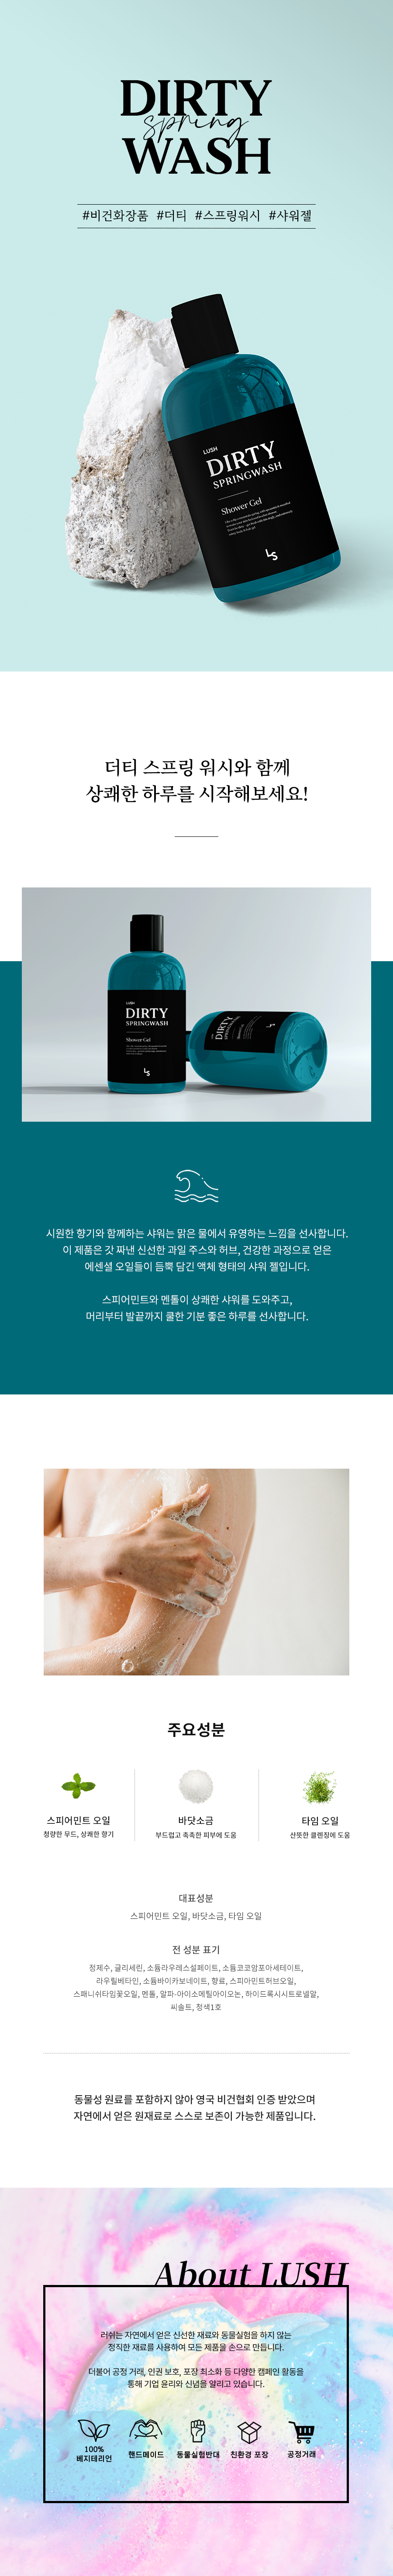 DIRTY
spring
WASH
#비건화장품 #더티 #스프링워시 #샤워젤
LUSH
DIRTY
SPRINGWASH
Shower Gel
LS
더티 스프링 워시와 함께
상쾌한 하루를 시작해보세요!
LUSH
DIRTY
SPRINGWASH
Shower Gel
LS
DIRTY
SPRINGWASH
LS
시원한 향기와 함께하는 샤워는 맑은 물에서 유영하는 느낌을 선사합니다.
이 제품은 갓 짜낸 신선한 과일 주스와 허브, 건강한 과정으로 얻은
에센셜 오일들이 듬뿍 담긴 액체 형태의 샤워 젤입니다.
스피어민트와 멘톨이 상쾌한 샤워를 도와주고,
머리부터 발끝까지 쿨한 기분 좋은 하루를 선사합니다.
주요성분
스피어민트 오일
청량한 무드, 상쾌한 향기
바닷소금
부드럽고 촉촉한 피부에 도움
타임 오일
산뜻한 클렌징에 도움
대표성분
스피어민트 오일, 바닷소금, 타임 오일
전 성분 표기
정제수, 글리세린, 소듐라우레스설페이트, 소듐코코암포아세테이트,
라우릴베타인, 소듐바이카보네이트, 향료, 스피아민트허브오일,
스패니쉬타임꽃오일, 멘톨, 알파-아이소메틸아이오논, 하이드록시시트로넬알,
씨솔트, 청색1호
동물성 원료를 포함하지 않아 영국 비건협회 인증 받았으며
자연에서 얻은 원재료로 스스로 보존이 가능한 제품입니다.
About LUSH
러쉬는 자연에서 얻은 신선한 재료와 동물실험을 하지 않는
정직한 재료를 사용하여 모든 제품을 손으로 만듭니다.
더불어 공정 거래, 인권 보호, 포장 최소화 등 다양한 캠페인 활동을
통해 기업 윤리와 신념을 알리고 있습니다.
100%
베지테리언
핸드메이드
동물실험반대
친환경 포장
공정거래